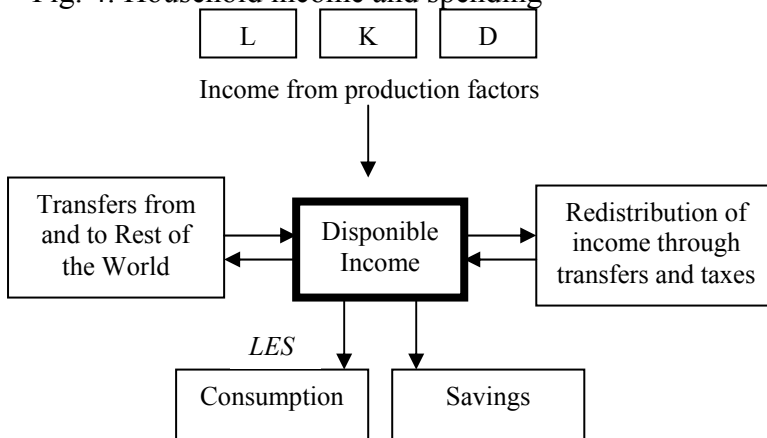 Fig. 4. Household income and spending
L K D
Income from production factors
Transfers from
and to Rest of
the World
Disponible
Income
Redistribution of
income through
transfers and taxes
LES
Consumption
Savings